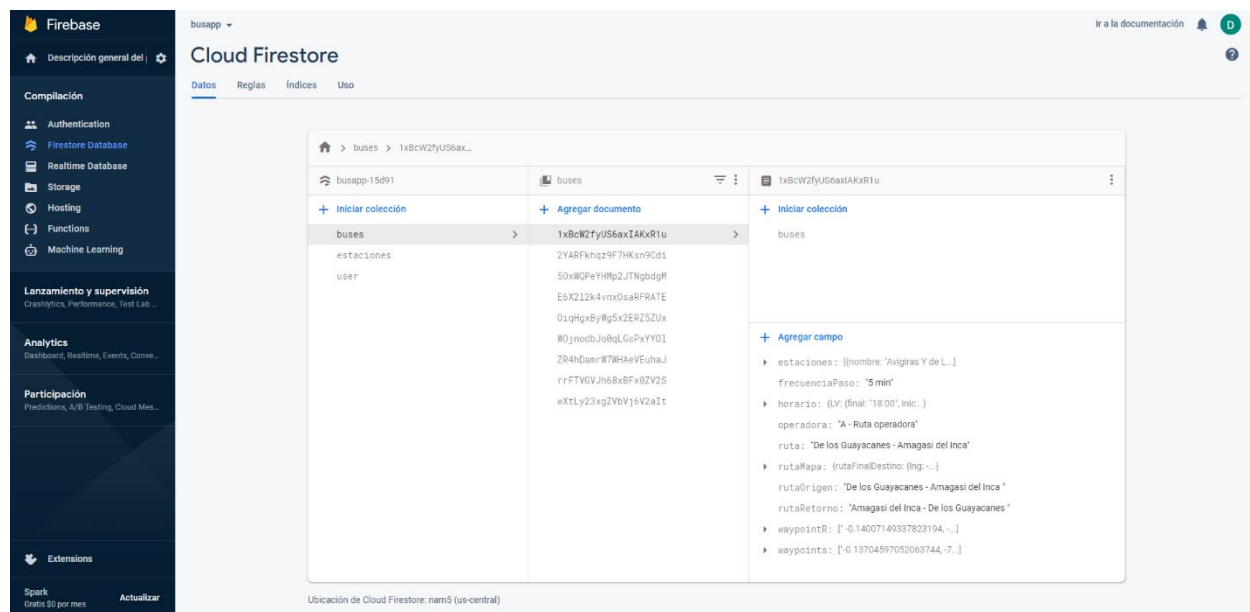 Firebase
Descripción general del
Compilación
Authentication
Firestore Database
Realtime Database
Storage
Hosting
Functions
Machine Learning
Lanzamiento y supervisión
Crashlytics, Performance, Test Lab ...
Analytics
Dashboard, Realtime, Events, Conve...
Participación
Predictions, A/B Testing, Cloud Mes...
Extensions
Spark
Gratis $0 por mes
Actualizar
busapp
Ir a la documentación
D
Cloud Firestore
Datos Reglas Índices Uso
> buses > 1xBcW2fyUS6ax...
busapp-15d91
+ Iniciar colección
buses
estaciones
user
buses
+ Agregar documento
1xBcW2fyUS6axIAKxR1u
2YARFkhqz9F7HKsn9Cdi
5OxWQPeYHMp2JTNgbdgM
E6X212k4vnxOsaRFRATE
OiqHgxByWg5x2ERZ5ZUx
WOjnodbJo0qLGsPxYYO1
ZR4hDamrW7WHAeVEuhaJ
rrFTVGVJh68xBFx0ZV2S
wXtLy23xgZVbVj6V2aIt
1xBcW2fyUS6axIAKxR1u
+ Iniciar colección
buses
+ Agregar campo
estaciones: [{nombre: "Avigiras Y de L...]
frecuenciaPaso: "5 min"
horario: {LV: {final: "18:00", inic...}
operadora: "A - Ruta operadora"
ruta: "De los Guayacanes - Amagasi del Inca"
rutaMapa: {rutaFinalDestino: {lng: -...}
rutaOrigen: "De los Guayacanes - Amagasi del Inca "
rutaRetorno: "Amagasi del Inca - De los Guayacanes "
waypointR: [" -0.14007149337823194, -...]
waypoints: ["-0.13704597052063744, -7...]
Ubicación de Cloud Firestore: nam5 (us-central)